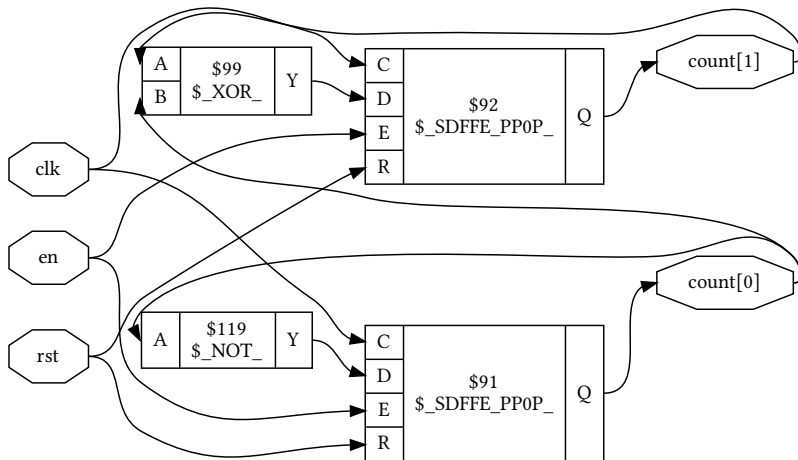 A
B
$99
$_XOR_
Y
C
D
E
R
$92
$_SDFFE_PP0P_
Q
count[1]
clk
en
rst
A
$119
$_NOT_
Y
C
D
E
R
$91
$_SDFFE_PP0P_
Q
count[0]